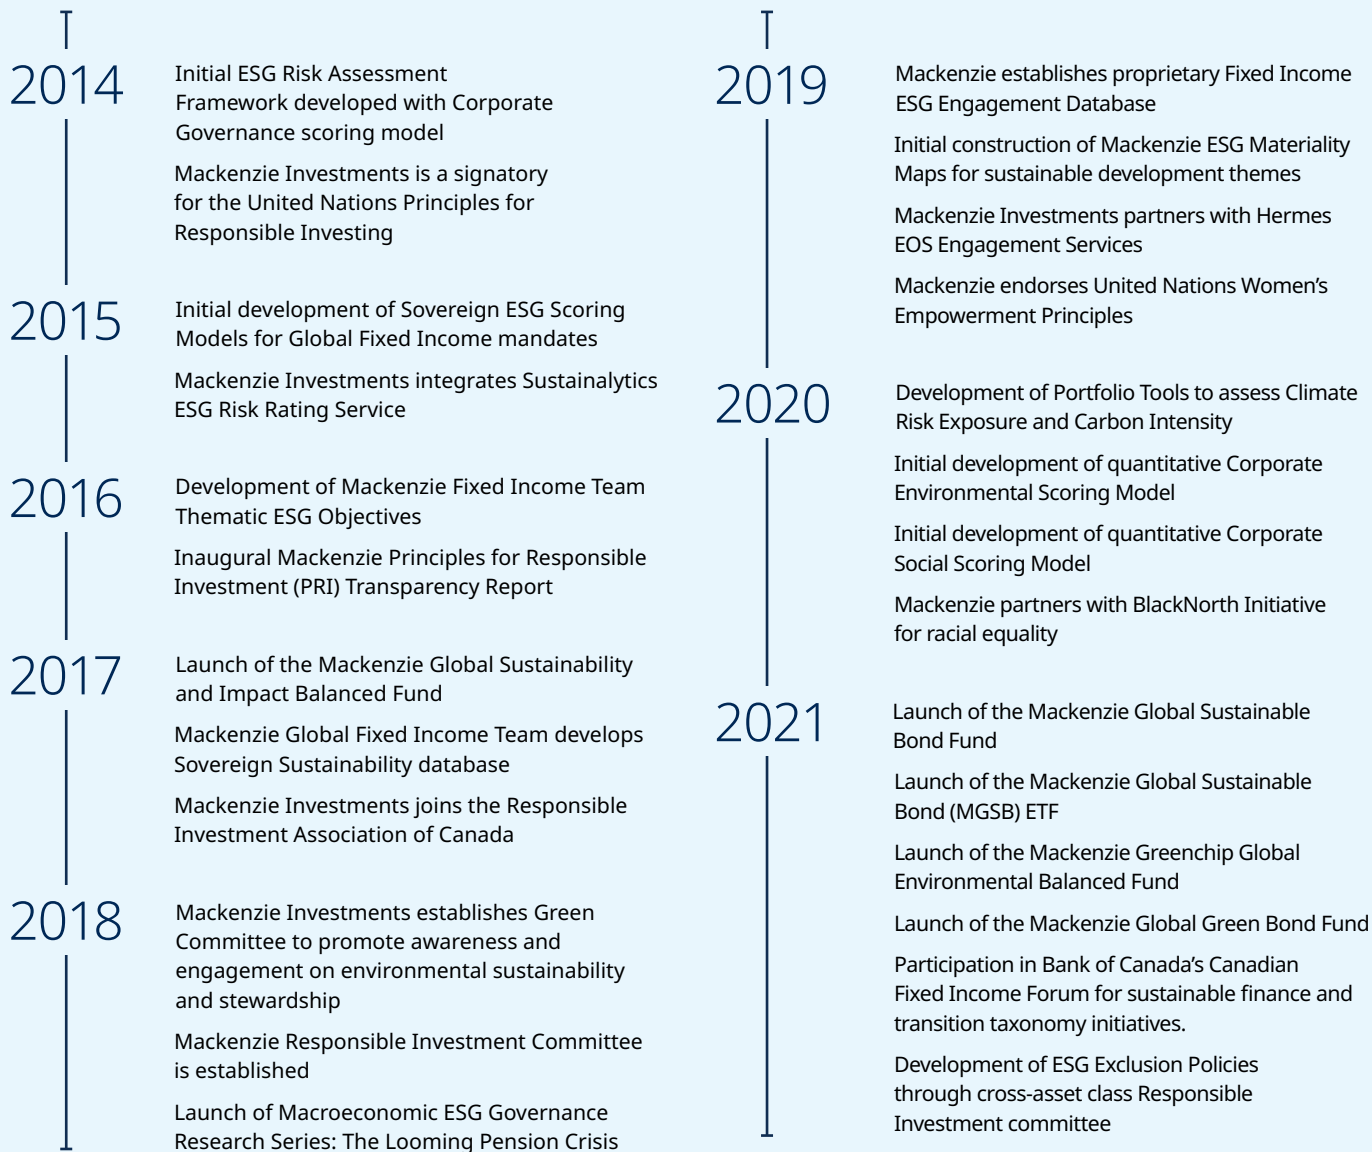 2014
Initial ESG Risk Assessment
Framework developed with Corporate
Governance scoring model
Mackenzie Investments is a signatory
for the United Nations Principles for
Responsible Investing
2015
Initial development of Sovereign ESG Scoring
Models for Global Fixed Income mandates
Mackenzie Investments integrates Sustainalytics
ESG Risk Rating Service
2016
Development of Mackenzie Fixed Income Team
Thematic ESG Objectives
Inaugural Mackenzie Principles for Responsible
Investment (PRI) Transparency Report
2017
Launch of the Mackenzie Global Sustainability
and Impact Balanced Fund
Mackenzie Global Fixed Income Team develops
Sovereign Sustainability database
Mackenzie Investments joins the Responsible
Investment Association of Canada
2018
Mackenzie Investments establishes Green
Committee to promote awareness and
engagement on environmental sustainability
and stewardship
Mackenzie Responsible Investment Committee
is established
Launch of Macroeconomic ESG Governance
Research Series: The Looming Pension Crisis
2019
Mackenzie establishes proprietary Fixed Income
ESG Engagement Database
Initial construction of Mackenzie ESG Materiality
Maps for sustainable development themes
Mackenzie Investments partners with Hermes
EOS Engagement Services
Mackenzie endorses United Nations Women’s
Empowerment Principles
2020
Development of Portfolio Tools to assess Climate
Risk Exposure and Carbon Intensity
Initial development of quantitative Corporate
Environmental Scoring Model
Initial development of quantitative Corporate
Social Scoring Model
Mackenzie partners with BlackNorth Initiative
for racial equality
2021
Launch of the Mackenzie Global Sustainable
Bond Fund
Launch of the Mackenzie Global Sustainable
Bond (MGSB) ETF
Launch of the Mackenzie Greenchip Global
Environmental Balanced Fund
Launch of the Mackenzie Global Green Bond Fund
Participation in Bank of Canada’s Canadian
Fixed Income Forum for sustainable finance and
transition taxonomy initiatives.
Development of ESG Exclusion Policies
through cross-asset class Responsible
Investment committee